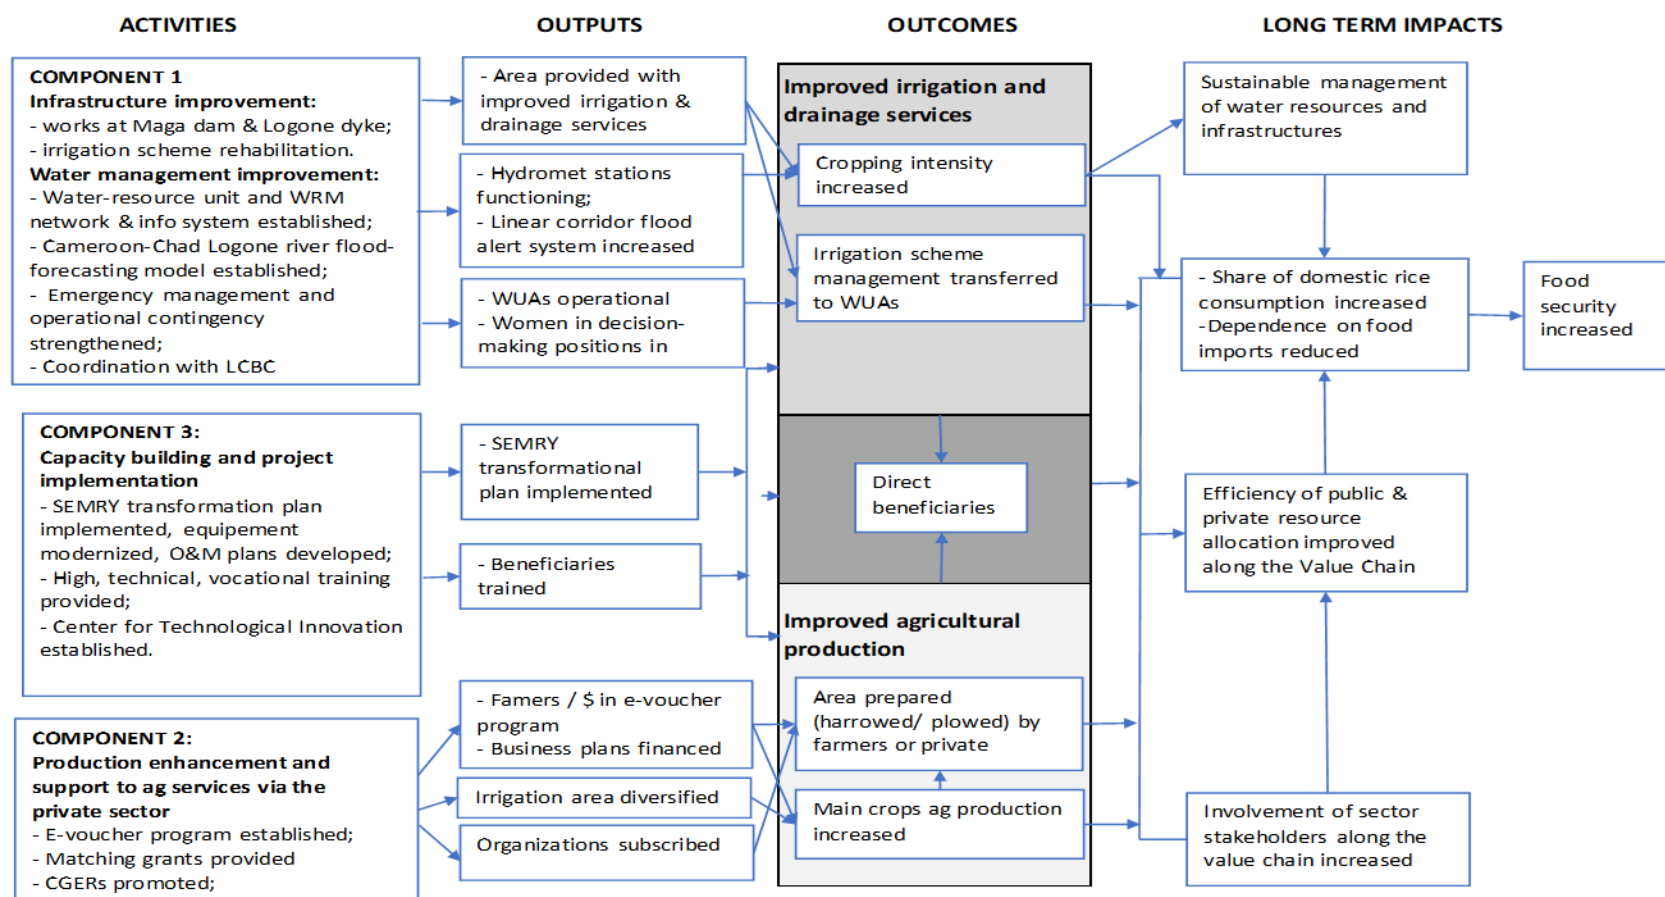 ACTIVITIES
OUTPUTS
OUTCOMES
LONG TERM IMPACTS
COMPONENT 1
Infrastructure improvement:
- works at Maga dam & Logone dyke;
- irrigation scheme rehabilitation.
Water management improvement:
- Water-resource unit and WRM
network & info system established;
- Cameroon-Chad Logone river flood-
forecasting model established;
- Emergency management and
operational contingency
strengthened;
- Coordination with LCBC
COMPONENT 3:
Capacity building and project
implementation
- SEMRY transformation plan
implemented, equipement
modernized, O&M plans developed;
- High, technical, vocational training
provided;
- Center for Technological Innovation
established.
COMPONENT 2:
Production enhancement and
support to ag services via the
private sector
- E-voucher program established;
- Matching grants provided
- CGERs promoted;
- Area provided with
improved irrigation &
drainage services
- Hydromet stations
functioning;
- Linear corridor flood
alert system increased
- WUAs operational
- Women in decision-
making positions in
- SEMRY
transformational
plan implemented
- Beneficiaries
trained
- Famers / $ in e-voucher
program
- Business plans financed
Irrigation area diversified
Organizations subscribed
Improved irrigation and
drainage services
Cropping intensity
increased
Irrigation scheme
management transferred
to WUAs
Direct
beneficiaries
Improved agricultural
production
Area prepared
(harrowed/ plowed) by
farmers or private
Main crops ag production
increased
Sustainable management
of water resources and
infrastructures
- Share of domestic rice
consumption increased
-Dependence on food
imports reduced
Efficiency of public &
private resource
allocation improved
along the Value Chain
Involvement of sector
stakeholders along the
value chain increased
Food
security
increased